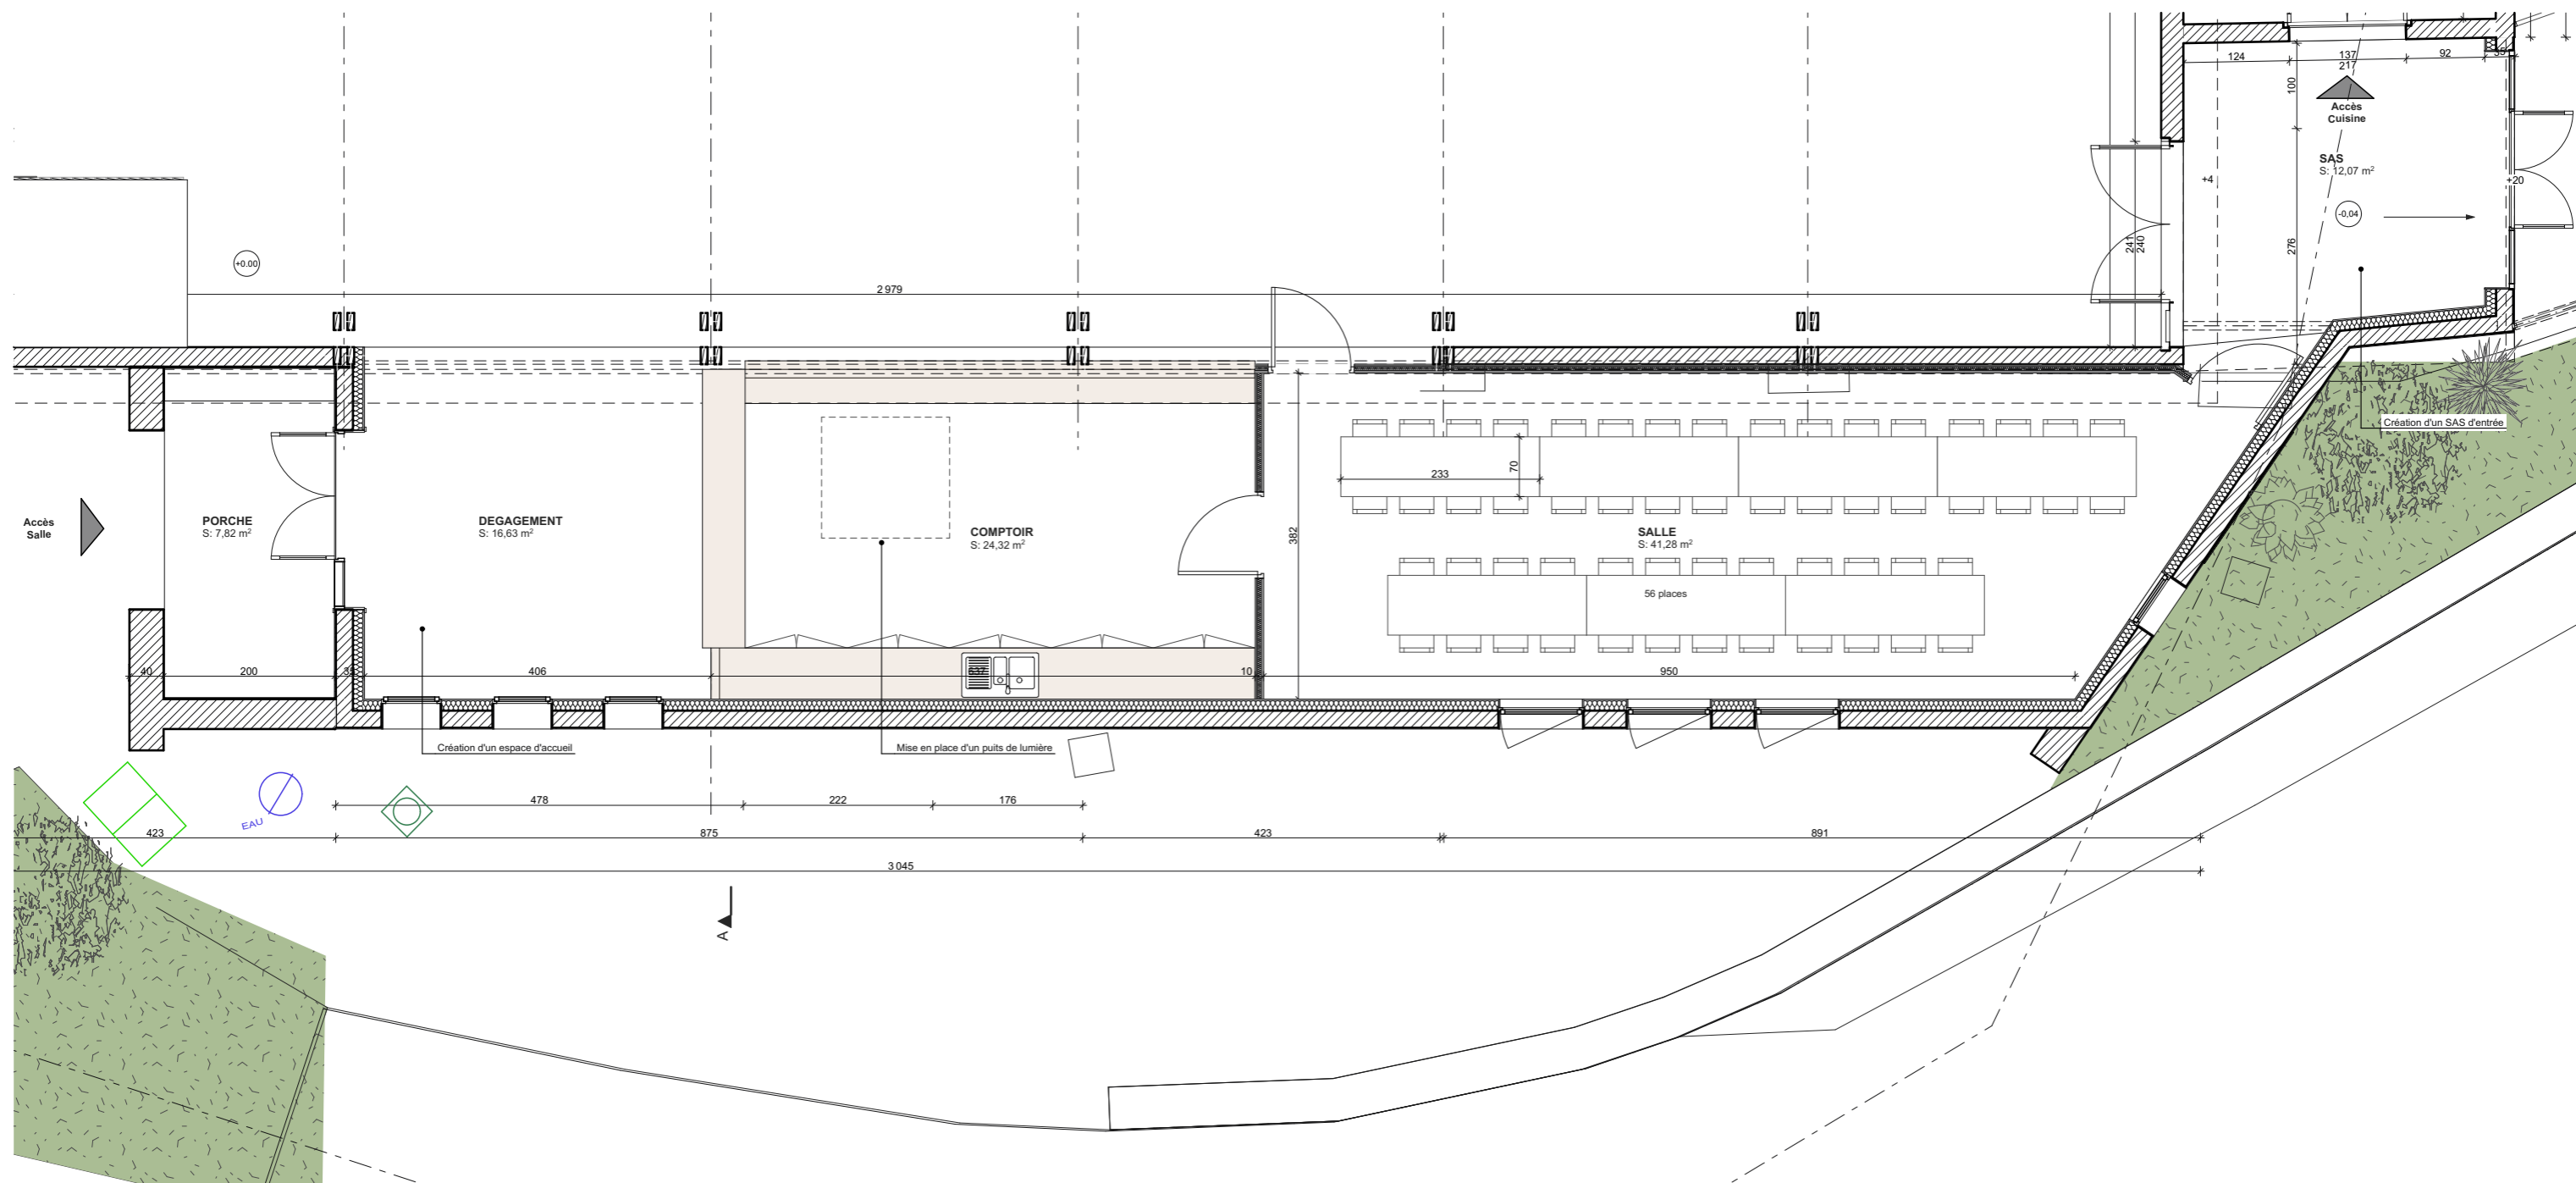 124
137
217
92
35
100
Accès
Cuisine
SAS
S: 12,07 m²
+4
+20
-0,04
241
240
276
+0.00
2 979
Création d'un SAS d'entrée
233
70
Accès
Salle
PORCHE
S: 7,82 m²
DEGAGEMENT
S: 16,63 m²
COMPTOIR
S: 24,32 m²
382
SALLE
S: 41,28 m²
56 places
40
200
406
637
10
950
Création d'un espace d'accueil
Mise en place d'un puits de lumière
EAU
478
222
176
423
875
423
891
3 045
A